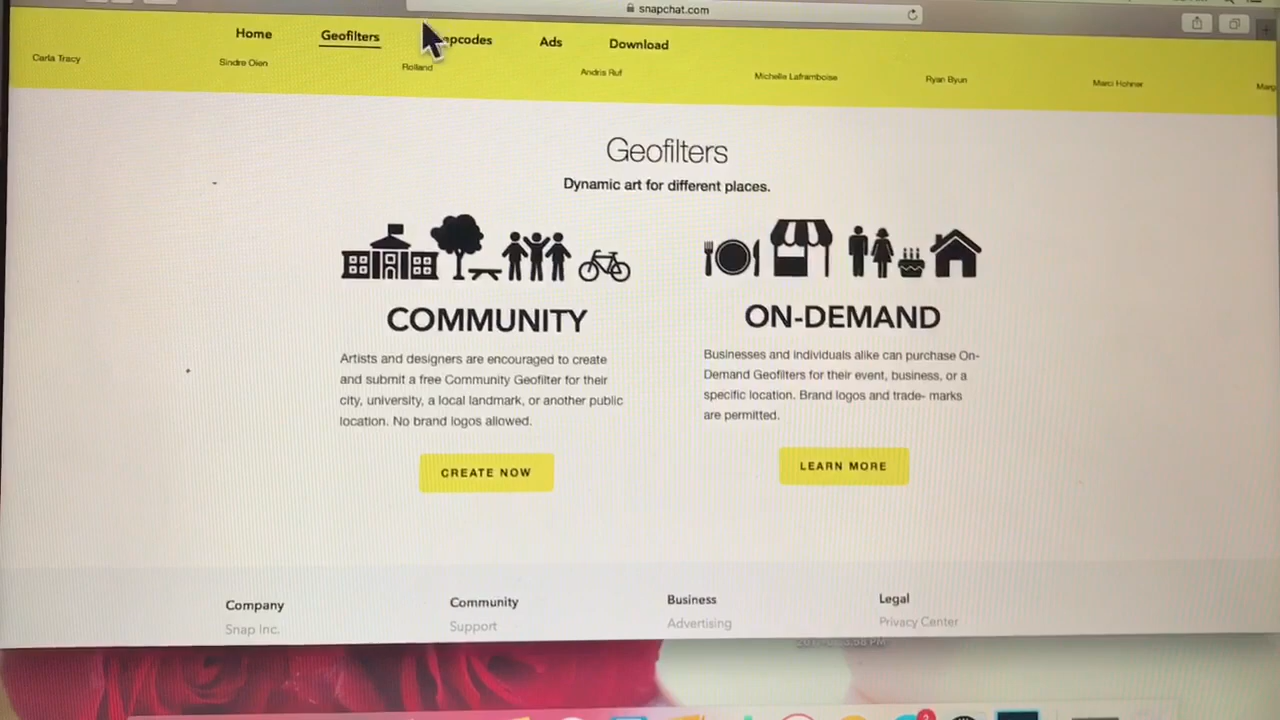 snapchat.com
Home Geofilters pcodes Ads Download
Carla Tracy Sindre Oien Rolland Andris Ruf Michelle Laframboise Ryan Byun Marci Hohner
Geofilters
Dynamic art for different places.
COMMUNITY
Artists and designers are encouraged to create
and submit a free Community Geofilter for their
city, university, a local landmark, or another public
location. No brand logos allowed.
CREATE NOW
ON-DEMAND
Businesses and individuals alike can purchase On-
Demand Geofilters for their event, business, or a
specific location. Brand logos and trade- marks
are permitted.
LEARN MORE
Company Community Business Legal
Snap Inc. Support Advertising Privacy Center